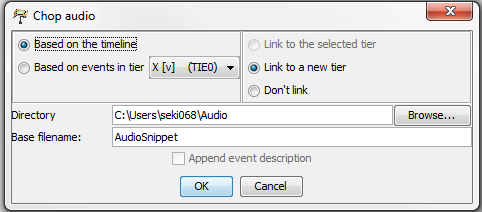 Chop audio
Based on the timeline
Based on events in tier X [v] (TIE0)
Link to the selected tier
Link to a new tier
Don't link
Directory C:\Users\seki068\Audio Browse...
Base filename: AudioSnippet
Append event description
OK Cancel